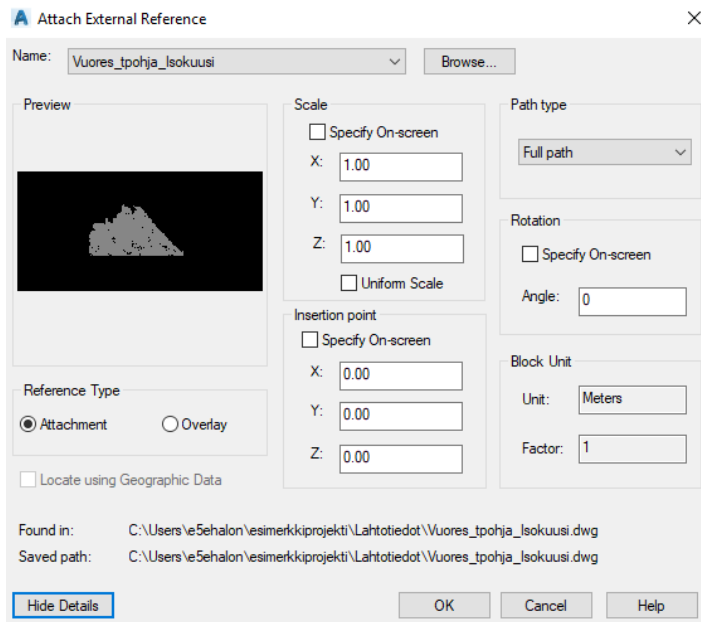 Attach External Reference
Name: Vuores_tpohja_Isokuusi Browse...
Preview
Scale
Specify On-screen
X: 1.00
Y: 1.00
Z: 1.00
Uniform Scale
Path type
Full path
Rotation
Specify On-screen
Angle: 0
Insertion point
Specify On-screen
X: 0.00
Y: 0.00
Z: 0.00
Block Unit
Unit: Meters
Factor: 1
Reference Type
Attachment Overlay
Locate using Geographic Data
Found in: C:\Users\e5ehalon\esimerkkiprojekti\Lahtotiedot\Vuores_tpohja_Isokuusi.dwg
Saved path: C:\Users\e5ehalon\esimerkkiprojekti\Lahtotiedot\Vuores_tpohja_Isokuusi.dwg
Hide Details OK Cancel Help